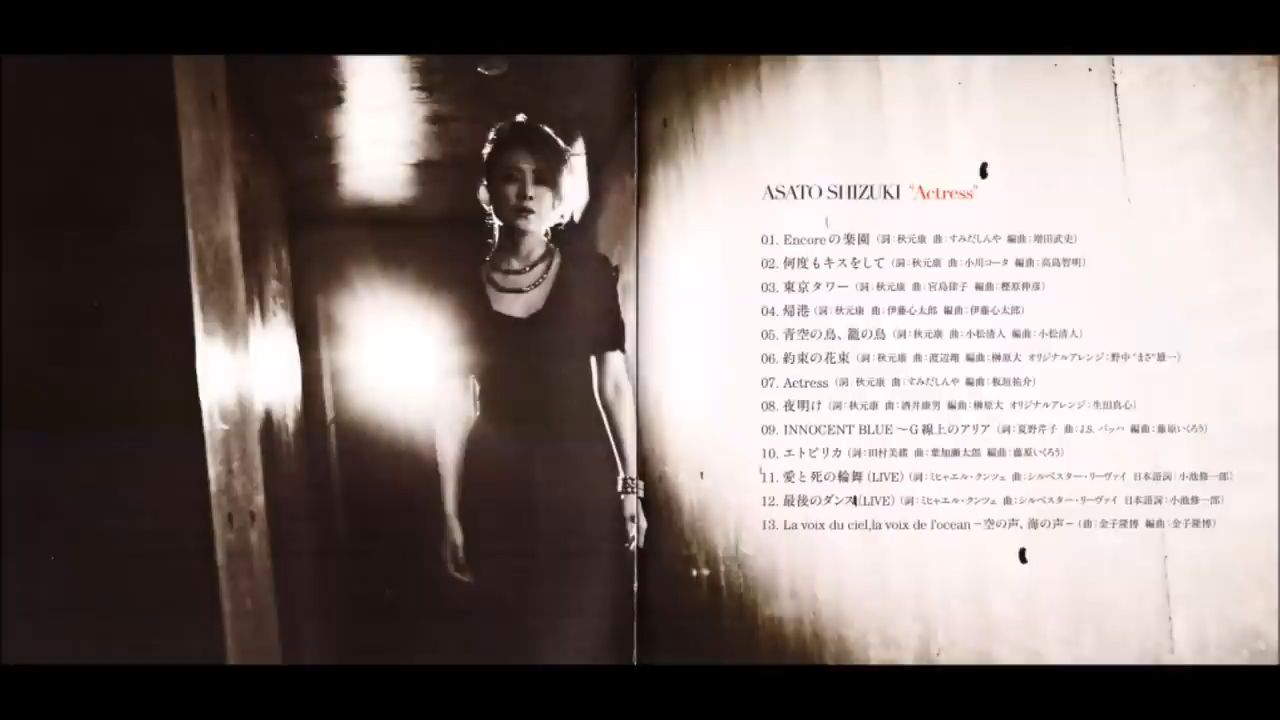 ASATO SHIZUKI "Actress"
01. Encoreの楽園 (詞:秋元康 曲:すみだしんや 編曲:増田武史)
02. 何度もキスをして (詞:秋元康 曲:小川コータ 編曲:高島智明)
03. 東京タワー (詞:秋元康 曲:宮島律子 編曲:樫原伸彦)
04. 帰港 (詞:秋元康 曲:伊藤心太郎 編曲:伊藤心太郎)
05. 青空の鳥、籠の鳥 (詞:秋元康 曲:小松清人 編曲:小松清人)
06. 約束の花束 (詞:秋元康 曲:渡辺翔 編曲:榊原大 オリジナルアレンジ:野中"まさ"雄一)
07. Actress (詞:秋元康 曲:すみだしんや 編曲:板垣祐介)
08. 夜明け (詞:秋元康 曲:酒井康男 編曲:榊原大 オリジナルアレンジ:生田真心)
09. INNOCENT BLUE 〜G線上のアリア (詞:夏野芹子 曲:J.S. バッハ 編曲:藤原いくろう)
10. エトピリカ (詞:田村美緒 曲:葉加瀬太郎 編曲:藤原いくろう)
11. 愛と死の輪舞 (LIVE) (詞:ミヒャエル・クンツェ 曲:シルベスター・リーヴァイ 日本語詞:小池修一郎)
12. 最後のダンス (LIVE) (詞:ミヒャエル・クンツェ 曲:シルベスター・リーヴァイ 日本語詞:小池修一郎)
13. La voix du ciel,la voix de l'ocean −空の声、海の声− (曲:金子隆博 編曲:金子隆博)